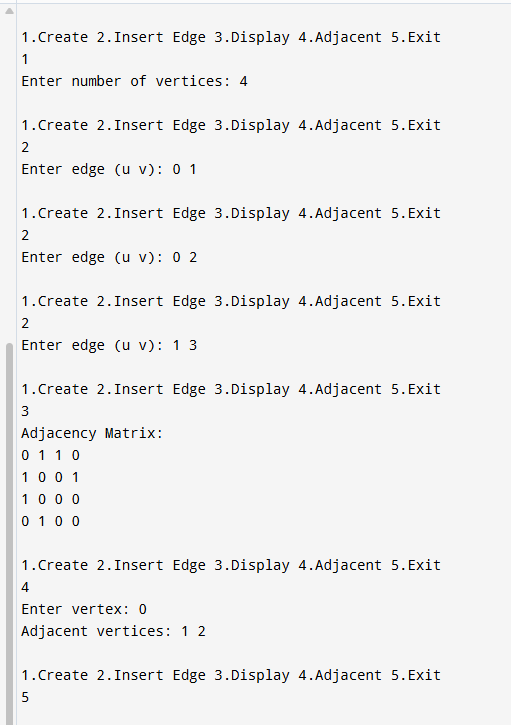 1.Create 2.Insert Edge 3.Display 4.Adjacent 5.Exit
1
Enter number of vertices: 4
1.Create 2.Insert Edge 3.Display 4.Adjacent 5.Exit
2
Enter edge (u v): 0 1
1.Create 2.Insert Edge 3.Display 4.Adjacent 5.Exit
2
Enter edge (u v): 0 2
1.Create 2.Insert Edge 3.Display 4.Adjacent 5.Exit
2
Enter edge (u v): 1 3
1.Create 2.Insert Edge 3.Display 4.Adjacent 5.Exit
3
Adjacency Matrix:
0 1 1 0
1 0 0 1
1 0 0 0
0 1 0 0
1.Create 2.Insert Edge 3.Display 4.Adjacent 5.Exit
4
Enter vertex: 0
Adjacent vertices: 1 2
1.Create 2.Insert Edge 3.Display 4.Adjacent 5.Exit
5